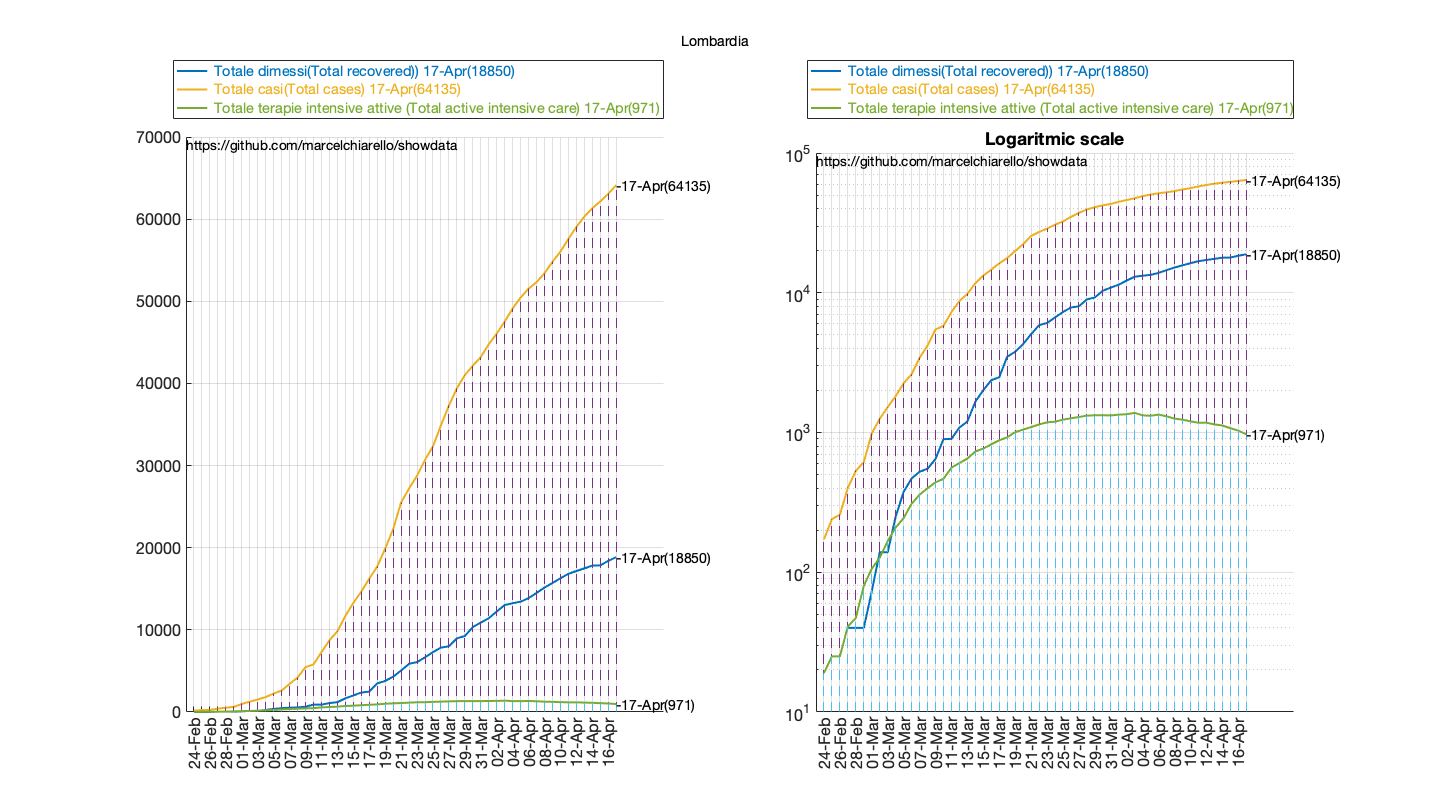 Lombardia
Totale dimessi(Total recovered)) 17-Apr(18850)
Totale casi(Total cases) 17-Apr(64135)
Totale terapie intensive attive (Total active intensive care) 17-Apr(971)
https://github.com/marcelchiarello/showdata
70000
60000
50000
40000
30000
20000
10000
0
17-Apr(64135)
17-Apr(18850)
17-Apr(971)
24-Feb
26-Feb
28-Feb
01-Mar
03-Mar
05-Mar
07-Mar
09-Mar
11-Mar
13-Mar
15-Mar
17-Mar
19-Mar
21-Mar
23-Mar
25-Mar
27-Mar
29-Mar
31-Mar
02-Apr
04-Apr
06-Apr
08-Apr
10-Apr
12-Apr
14-Apr
16-Apr
Totale dimessi(Total recovered)) 17-Apr(18850)
Totale casi(Total cases) 17-Apr(64135)
Totale terapie intensive attive (Total active intensive care) 17-Apr(971)
Logaritmic scale
https://github.com/marcelchiarello/showdata
10^5
10^4
10^3
10^2
10^1
17-Apr(64135)
17-Apr(18850)
17-Apr(971)
24-Feb
26-Feb
28-Feb
01-Mar
03-Mar
05-Mar
07-Mar
09-Mar
11-Mar
13-Mar
15-Mar
17-Mar
19-Mar
21-Mar
23-Mar
25-Mar
27-Mar
29-Mar
31-Mar
02-Apr
04-Apr
06-Apr
08-Apr
10-Apr
12-Apr
14-Apr
16-Apr